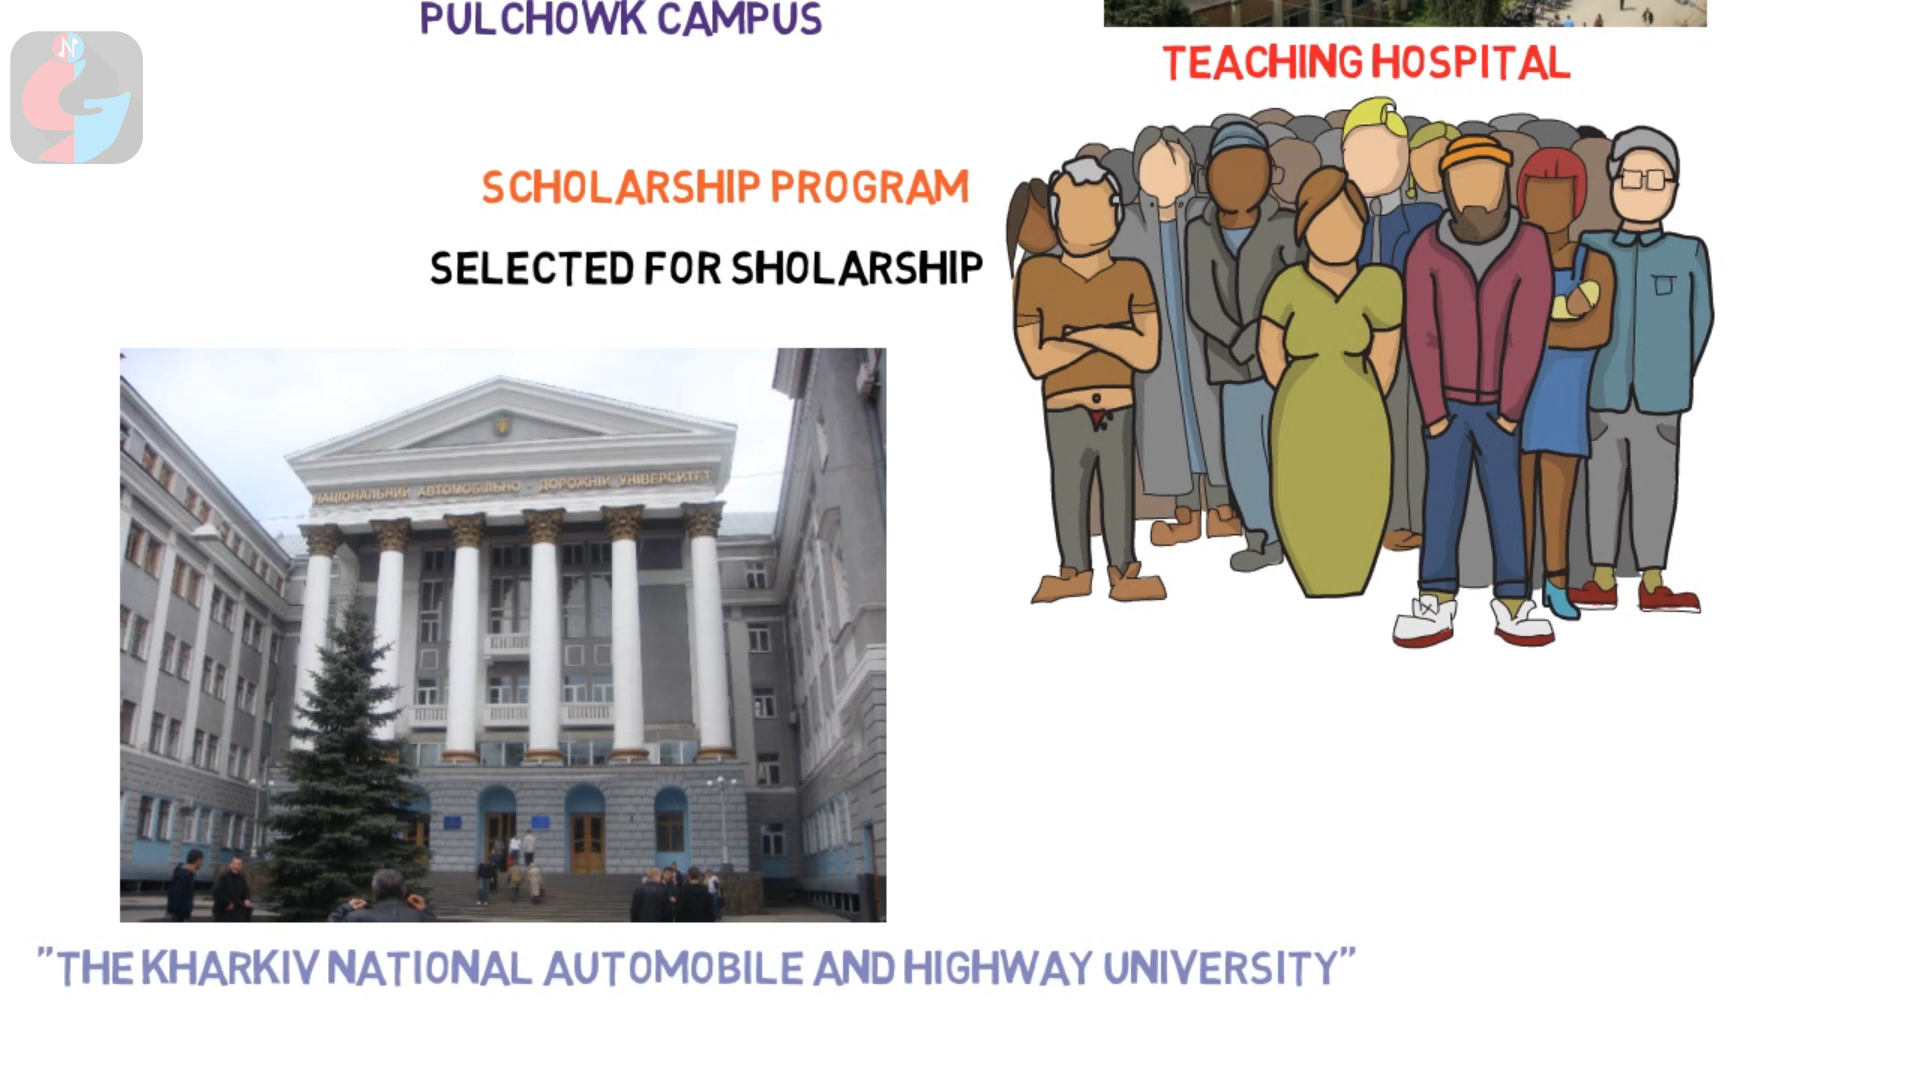 PULCHOWK CAMPUS
TEACHING HOSPITAL
SCHOLARSHIP PROGRAM
SELECTED FOR SHOLARSHIP
НАЦІОНАЛЬНИЙ АВТОМОБІЛЬНО - ДОРОЖНІЙ УНІВЕРСИТЕТ
"THE KHARKIV NATIONAL AUTOMOBILE AND HIGHWAY UNIVERSITY"
N